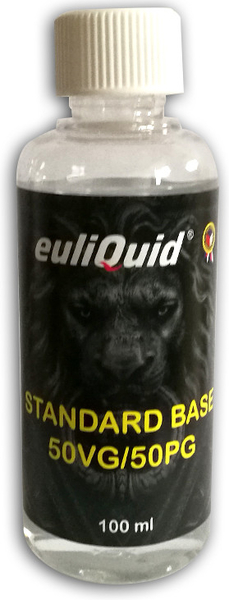 euliQuid®
STANDARD BASE
50VG/50PG
100 ml